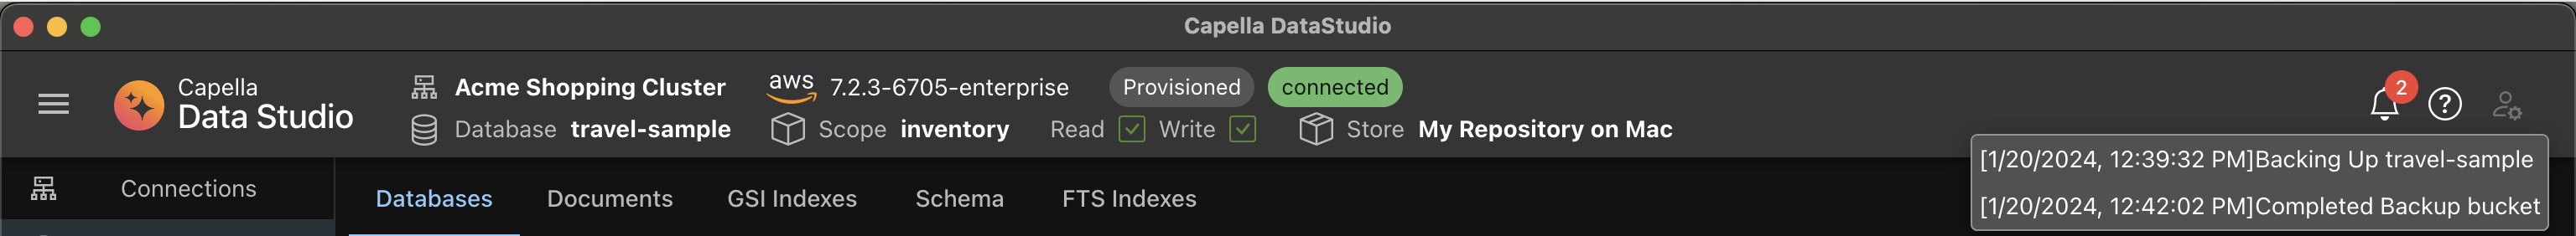 Capella DataStudio
Capella
Data Studio
Acme Shopping Cluster
aws
7.2.3-6705-enterprise
Provisioned
connected
Database travel-sample
Scope inventory
Read
Write
Store My Repository on Mac
2
?
[1/20/2024, 12:39:32 PM]Backing Up travel-sample
[1/20/2024, 12:42:02 PM]Completed Backup bucket
Connections
Databases
Documents
GSI Indexes
Schema
FTS Indexes